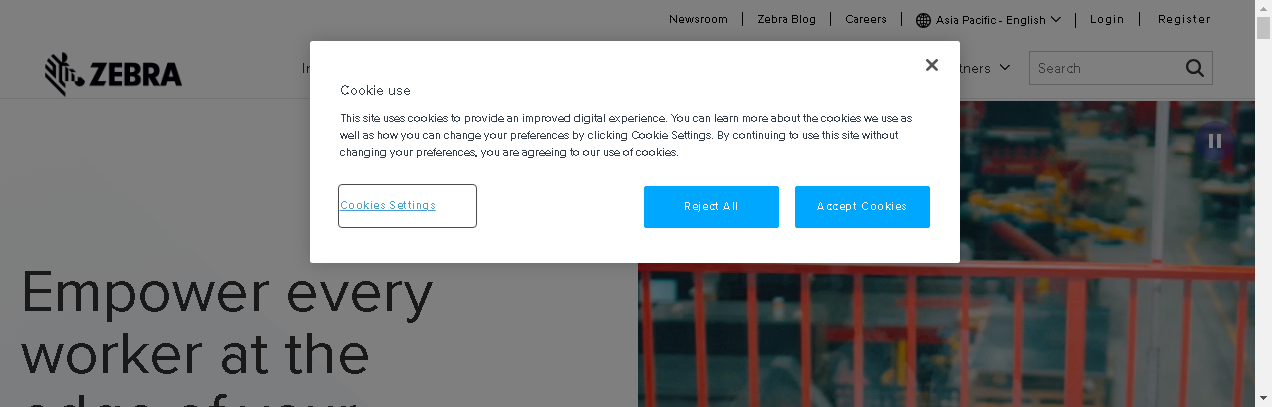 Newsroom
Zebra Blog
Careers
Asia Pacific - English
Login
Register
ZEBRA
In
tners
Search
Cookie use
This site uses cookies to provide an improved digital experience. You can learn more about the cookies we use as
well as how you can change your preferences by clicking Cookie Settings. By continuing to use this site without
changing your preferences, you are agreeing to our use of cookies.
Cookies Settings
Reject All
Accept Cookies
Empower every
worker at the
edge of your